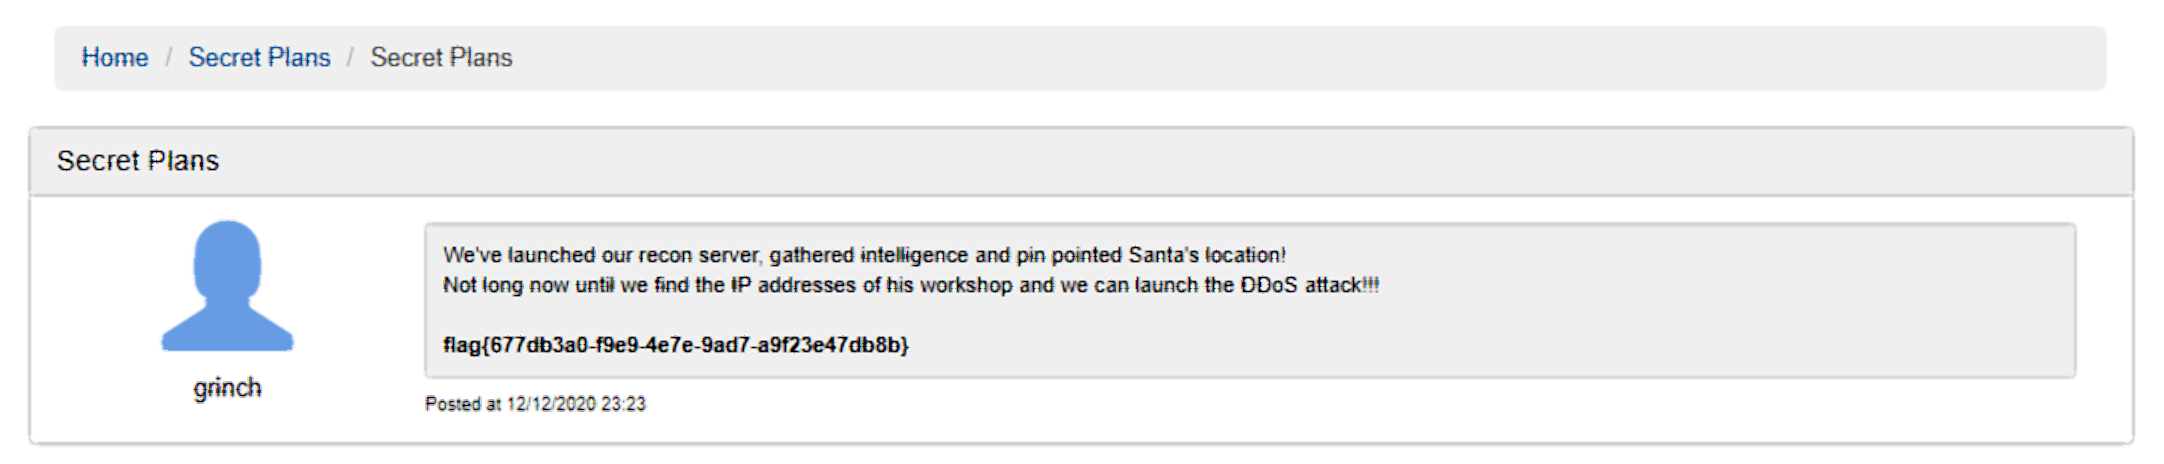 Home / Secret Plans / Secret Plans
Secret Plans
We've launched our recon server, gathered intelligence and pin pointed Santa's location!
Not long now until we find the IP addresses of his workshop and we can launch the DDoS attack!!!
flag{677db3a0-f9e9-4e7e-9ad7-a9f23e47db8b}
grinch
Posted at 12/12/2020 23:23